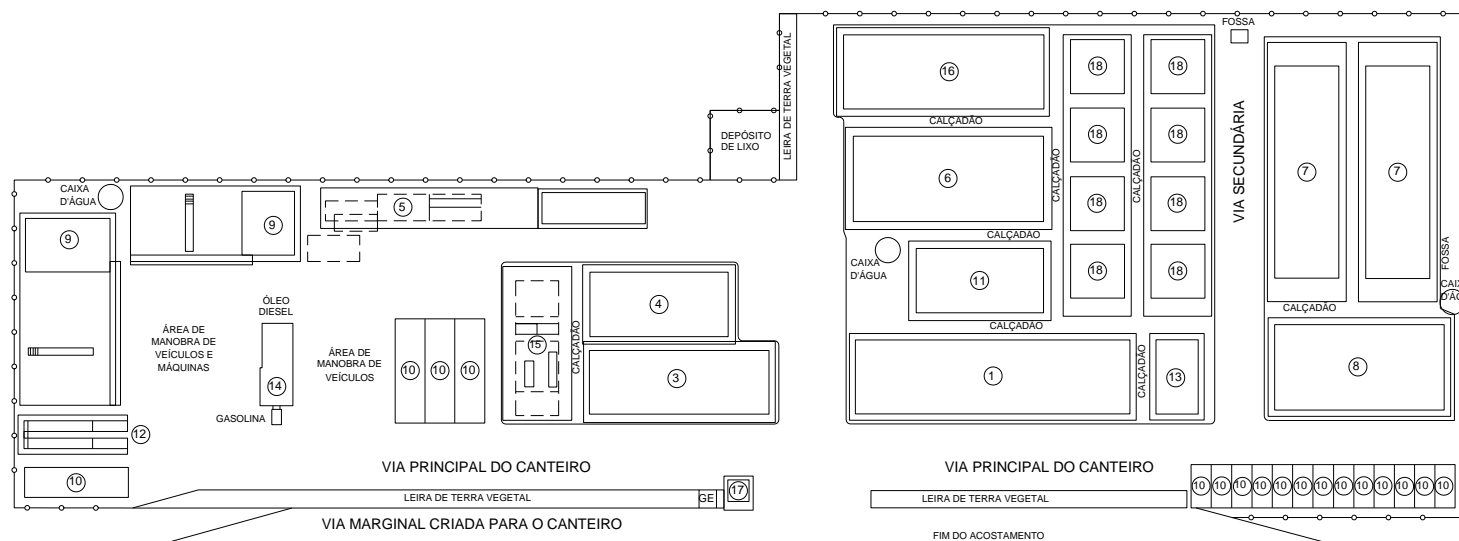 FOSSA
LEIRA DE TERRA VEGETAL
16
18
18
CALÇADÃO
DEPÓSITO
DE LIXO
18
18
VIA SECUNDÁRIA
7
7
6
CALÇADÃO
CALÇADÃO
CAIXA
D'ÁGUA
5
18
18
9
9
CALÇADÃO
CAIXA
D'ÁGUA
FOSSA
18
18
11
CAIXA
D'ÁG
ÓLEO
DIESEL
4
CALÇADÃO
CALÇADÃO
ÁREA DE
MANOBRA DE
VEÍCULOS E
MÁQUINAS
ÁREA DE
MANOBRA DE
VEÍCULOS
15
CALÇADÃO
10
10
10
14
3
1
CALÇADÃO
13
8
GASOLINA
12
VIA PRINCIPAL DO CANTEIRO
VIA PRINCIPAL DO CANTEIRO
10
10
10
10
10
10
10
10
10
10
10
10
10
17
LEIRA DE TERRA VEGETAL
GE
LEIRA DE TERRA VEGETAL
VIA MARGINAL CRIADA PARA O CANTEIRO
FIM DO ACOSTAMENTO